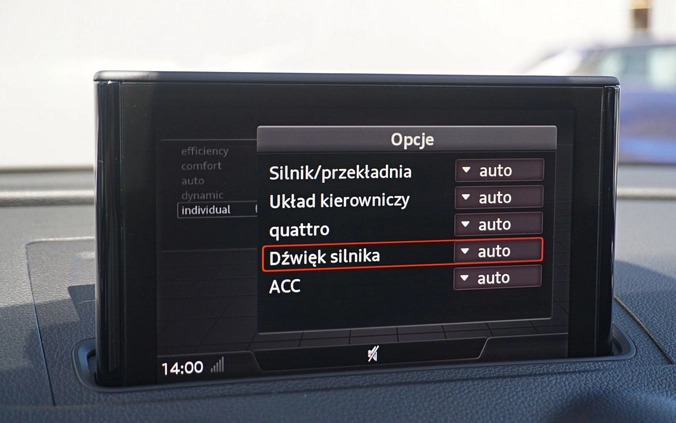 Opcje
efficiency
comfort
auto
dynamic
individual
Silnik/przekładnia auto
Układ kierowniczy auto
quattro auto
Dźwięk silnika auto
ACC auto
14:00